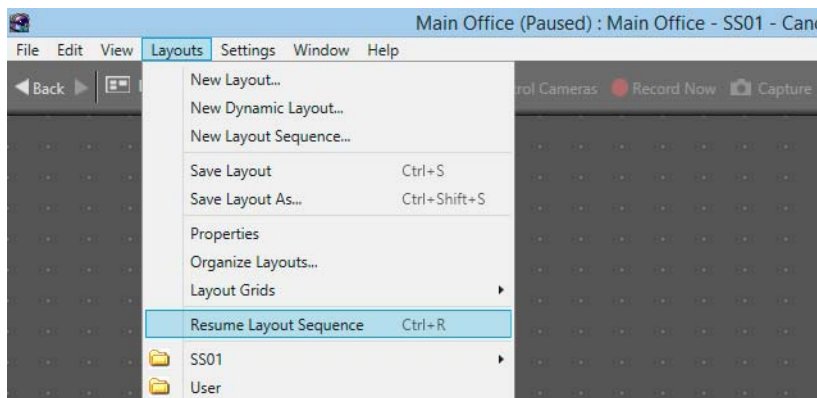 Main Office (Paused) : Main Office - SS01 -
File Edit View Layouts Settings Window Help
Back Cameras Record Now Capture
New Layout...
New Dynamic Layout...
New Layout Sequence...
Save Layout Ctrl+S
Save Layout As... Ctrl+Shift+S
Properties
Organize Layouts...
Layout Grids
Resume Layout Sequence Ctrl+R
SS01
User